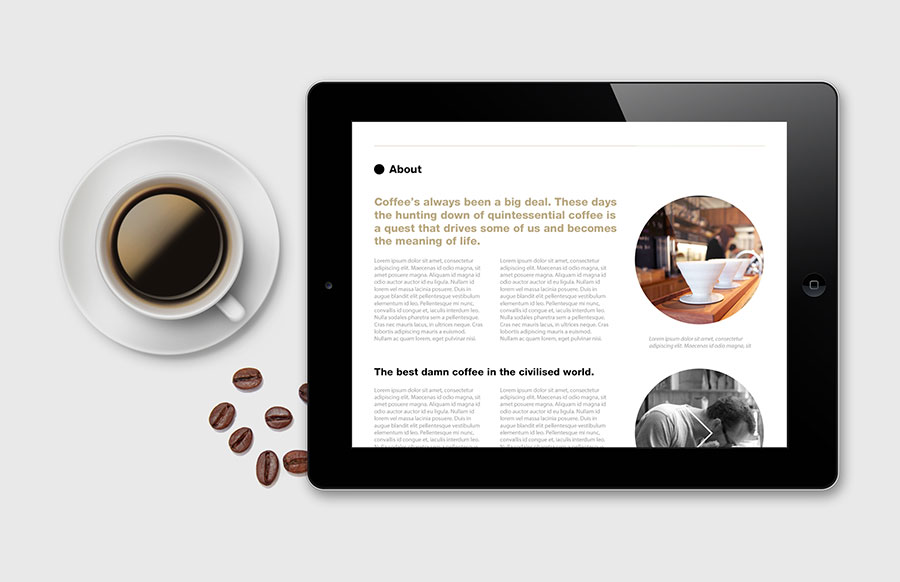 About
Coffee's always been a big deal. These days
the hunting down of quintessential coffee is
a quest that drives some of us and becomes
the meaning of life.
Lorem ipsum dolor sit amet, consectetur
adipiscing elit. Maecenas id odio magna, sit
amet posuere magna. Aliquam id magna id
odio auctor auctor id eu ligula. Nullam id
lorem vel massa lacinia posuere. Duis in
augue blandit elit pellentesque vestibulum
elementum id leo. Pellentesque mi nunc,
convallis id congue et, iaculis interdum leo.
Nulla sodales pharetra sem a pellentesque.
Cras nec mauris lacus, in ultrices neque. Cras
lobortis adipiscing mauris a euismod.
Nullam ac quam lorem, eget pulvinar nisi.
Lorem ipsum dolor sit amet, consectetur
adipiscing elit. Maecenas id odio magna, sit
amet posuere magna. Aliquam id magna id
odio auctor auctor id eu ligula. Nullam id
lorem vel massa lacinia posuere. Duis in
augue blandit elit pellentesque vestibulum
elementum id leo. Pellentesque mi nunc,
convallis id congue et, iaculis interdum leo.
Nulla sodales pharetra sem a pellentesque.
Cras nec mauris lacus, in ultrices neque. Cras
lobortis adipiscing mauris a euismod.
Nullam ac quam lorem, eget pulvinar nisi.
Lorem ipsum dolor sit amet, consectetur
adipiscing elit. Maecenas id odio magna, sit
The best damn coffee in the civilised world.
Lorem ipsum dolor sit amet, consectetur
adipiscing elit. Maecenas id odio magna, sit
amet posuere magna. Aliquam id magna id
odio auctor auctor id eu ligula. Nullam id
lorem vel massa lacinia posuere. Duis in
augue blandit elit pellentesque vestibulum
elementum id leo. Pellentesque mi nunc,
convallis id congue et, iaculis interdum leo.
Lorem ipsum dolor sit amet, consectetur
adipiscing elit. Maecenas id odio magna, sit
amet posuere magna. Aliquam id magna id
odio auctor auctor id eu ligula. Nullam id
lorem vel massa lacinia posuere. Duis in
augue blandit elit pellentesque vestibulum
elementum id leo. Pellentesque mi nunc,
convallis id congue et, iaculis interdum leo.